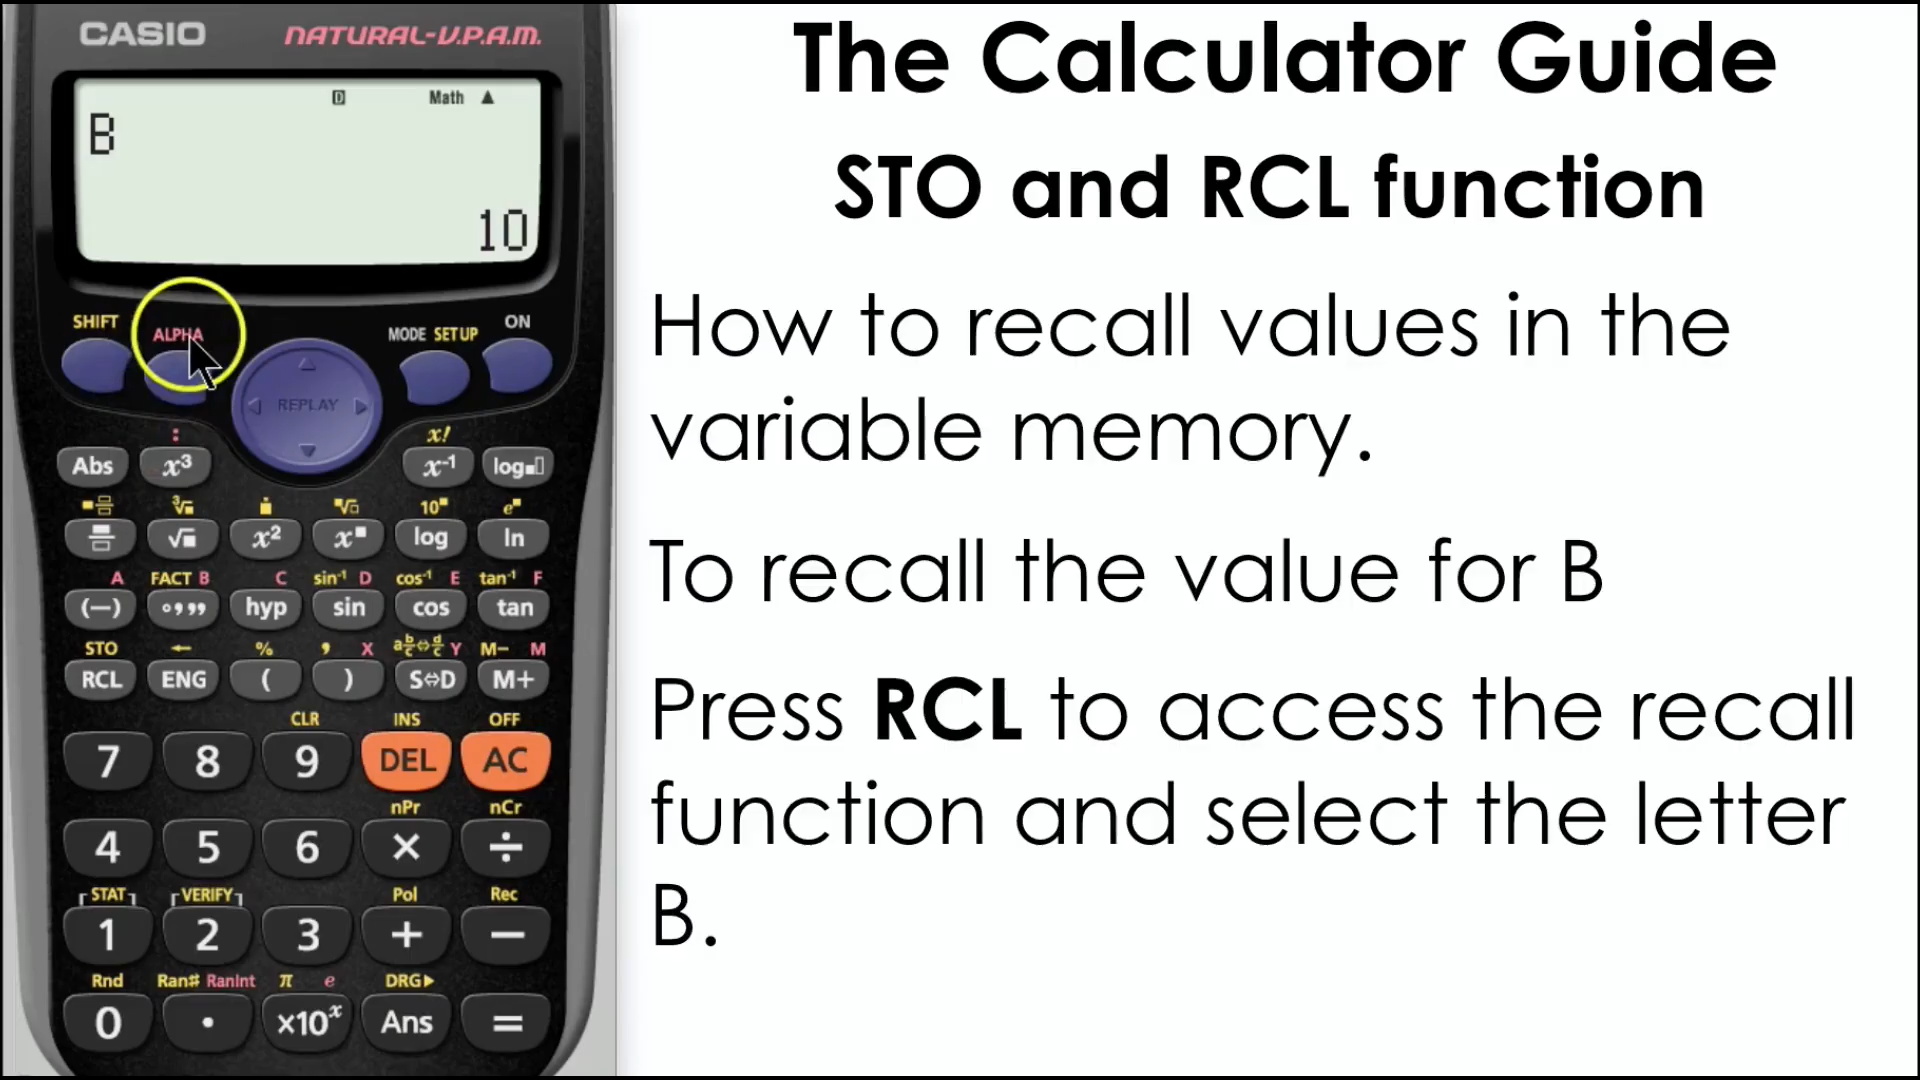 CASIO NATURAL-V.P.A.M.
D Math ▲
B
10
SHIFT ALPHA MODE SETUP ON
REPLAY
: x!
Abs x³ x⁻¹ log■□
■□/□ ³√■ ■ ■√□ 10■ e■
■/□ √■ x² x■ log ln
A FACT B C sin⁻¹ D cos⁻¹ E tan⁻¹ F
(−) °,,, hyp sin cos tan
STO ← % , X a b/c⇔d/c Y M− M
RCL ENG ( ) S⇔D M+
CLR INS OFF
7 8 9 DEL AC
nPr nCr
4 5 6 × ÷
STAT VERIFY Pol Rec
1 2 3 + −
Rnd Ran# RanInt π e DRG▶
0 . ×10ˣ Ans =
The Calculator Guide
STO and RCL function
How to recall values in the
variable memory.
To recall the value for B
Press RCL to access the recall
function and select the letter
B.